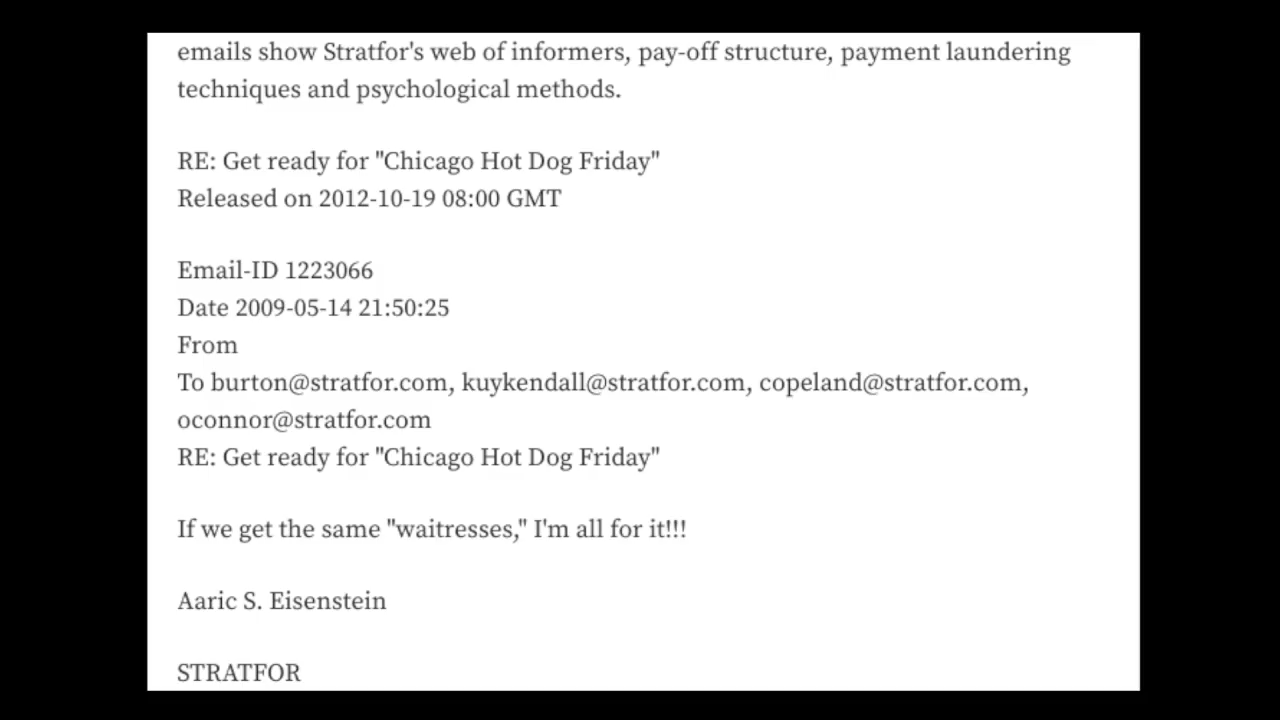 emails show Stratfor's web of informers, pay-off structure, payment laundering
techniques and psychological methods.
RE: Get ready for "Chicago Hot Dog Friday"
Released on 2012-10-19 08:00 GMT
Email-ID 1223066
Date 2009-05-14 21:50:25
From
To burton@stratfor.com, kuykendall@stratfor.com, copeland@stratfor.com,
oconnor@stratfor.com
RE: Get ready for "Chicago Hot Dog Friday"
If we get the same "waitresses," I'm all for it!!!
Aaric S. Eisenstein
STRATFOR